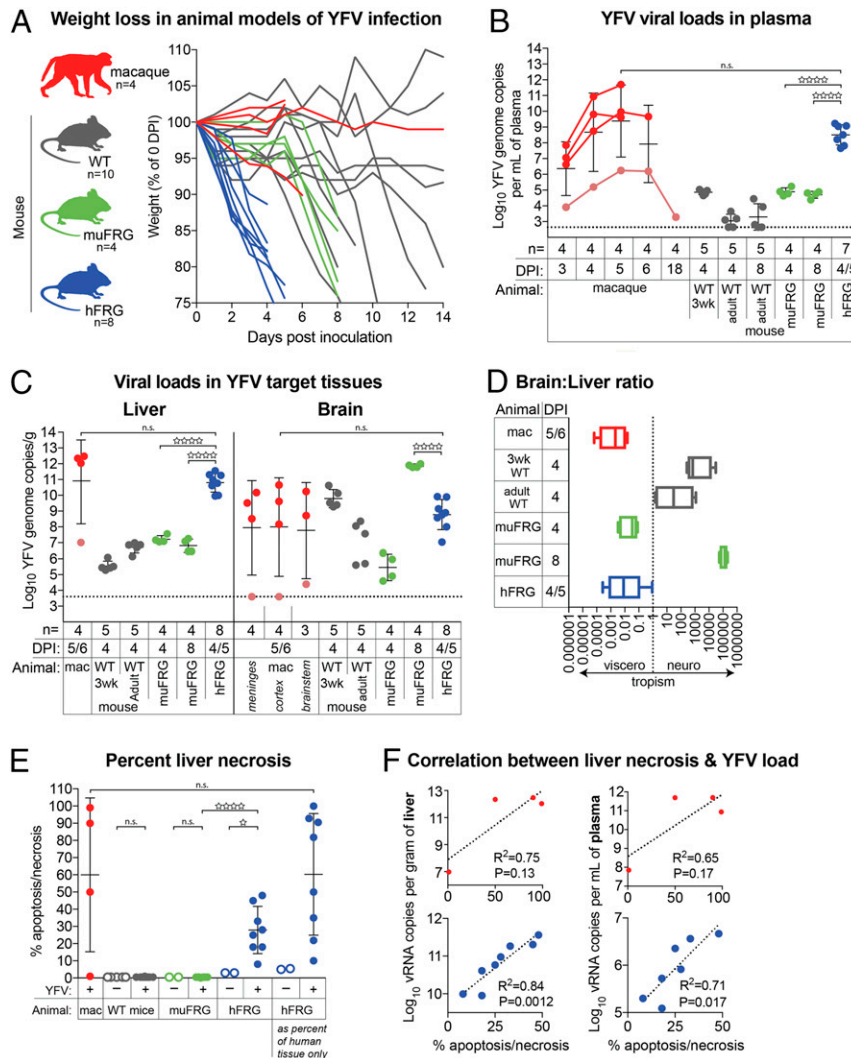 A Weight loss in animal models of YFV infection
macaque
n=4
Mouse
WT
n=10
muFRG
n=4
hFRG
n=8
Weight (% of 0 DPI)
110
105
100
95
90
85
80
75
0 2 4 6 8 10 12 14
Days post inoculation
B YFV viral loads in plasma
n.s.
☆☆☆☆
☆☆☆☆
Log10 YFV genome copies
per mL of plasma
14
13
12
11
10
9
8
7
6
5
4
3
2
n= 4 4 4 4 4 5 5 5 4 4 7
DPI: 3 4 5 6 18 4 4 8 4 8 4/5
Animal: macaque WT 3wk WT adult WT adult muFRG muFRG hFRG
mouse
C Viral loads in YFV target tissues
Liver Brain
n.s. n.s.
☆☆☆☆ ☆☆☆☆
☆☆☆☆
Log10 YFV genome copies/g
14
13
12
11
10
9
8
7
6
5
4
3
2
1
0
n= 4 5 5 4 4 8 4 4 3 5 5 4 4 8
DPI: 5/6 4 4 4 8 4/5 5/6 4 4 4 8 4/5
Animal: mac WT 3wk WT Adult muFRG muFRG hFRG meninges mac cortex brainstem WT 3wk WT adult muFRG muFRG hFRG
mouse mouse
D Brain:Liver ratio
Animal DPI
mac 5/6
3wk WT 4
adult WT 4
muFRG 4
muFRG 8
hFRG 4/5
0.000001 0.0001 0.001 0.01 0.1 10 100 1000 10000 100000 1000000
viscero neuro
tropism
E Percent liver necrosis
n.s.
n.s. n.s. ☆☆☆☆
☆
% apoptosis/necrosis
110
100
90
80
70
60
50
40
30
20
10
0
YFV: + − + − + − + − +
Animal: mac WT mice muFRG hFRG hFRG
as percent
of human
tissue only
F Correlation between liver necrosis & YFV load
Log10 vRNA copies per gram of liver
13
11
9
7
0 50 100
R2=0.75
P=0.13
Log10 vRNA copies per mL of plasma
12
11
10
9
8
0 50 100
R2=0.65
P=0.17
12
11
10
9
0 25 50
R2=0.84
P=0.0012
7
6
5
0 25 50
R2=0.71
P=0.017
% apoptosis/necrosis % apoptosis/necrosis